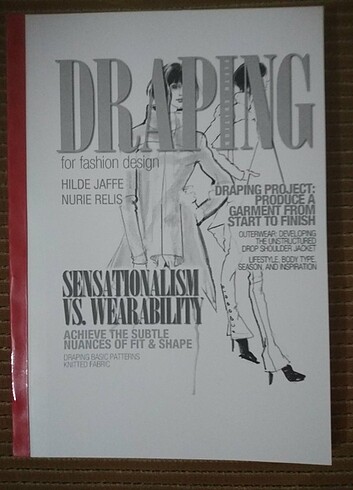 DRAPING
for fashion design
HILDE JAFFE
NURIE RELIS
DRAPING PROJECT:
PRODUCE A
GARMENT FROM
START TO FINISH
OUTERWEAR: DEVELOPING
THE UNSTRUCTURED
DROP SHOULDER JACKET
LIFESTYLE, BODY TYPE,
SEASON, AND INSPIRATION
SENSATIONALISM
VS. WEARABILITY
ACHIEVE THE SUBTLE
NUANCES OF FIT & SHAPE
DRAPING BASIC PATTERNS
KNITTED FABRIC